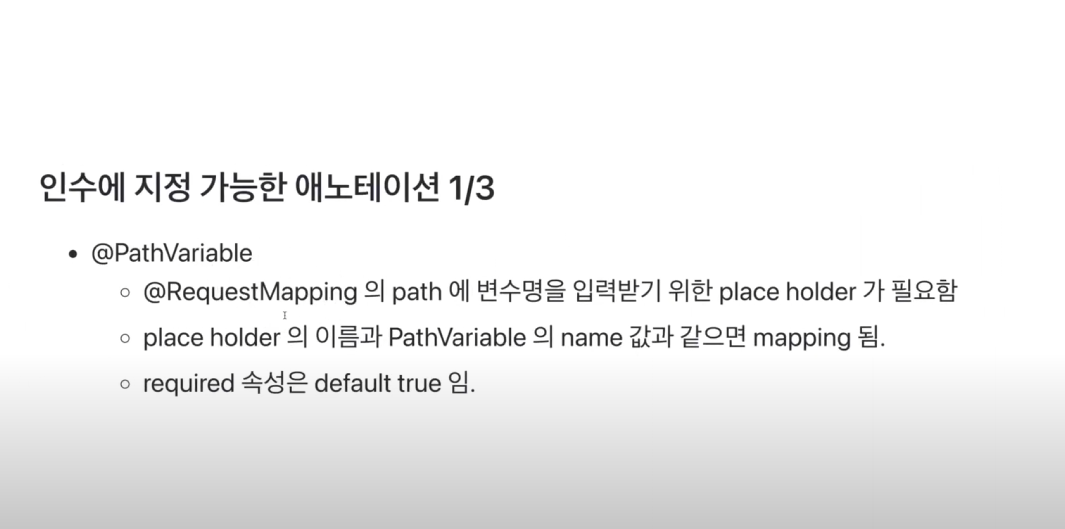 인수에 지정 가능한 애노테이션 1/3
• @PathVariable
○ @RequestMapping 의 path 에 변수명을 입력받기 위한 place holder 가 필요함
○ place holder 의 이름과 PathVariable 의 name 값과 같으면 mapping 됨.
○ required 속성은 default true 임.